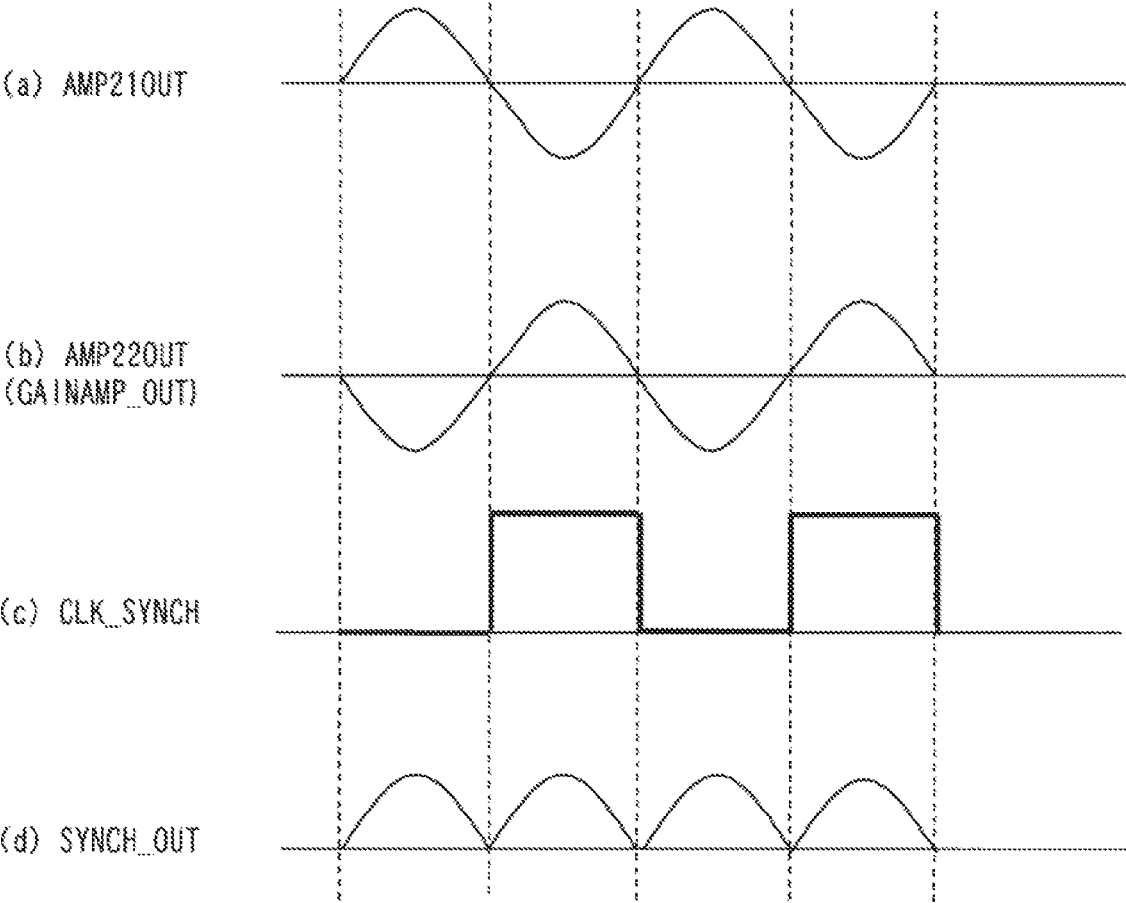 (a) AMP21OUT
(b) AMP22OUT
(GAINAMP_OUT)
(c) CLK_SYNCH
(d) SYNCH_OUT